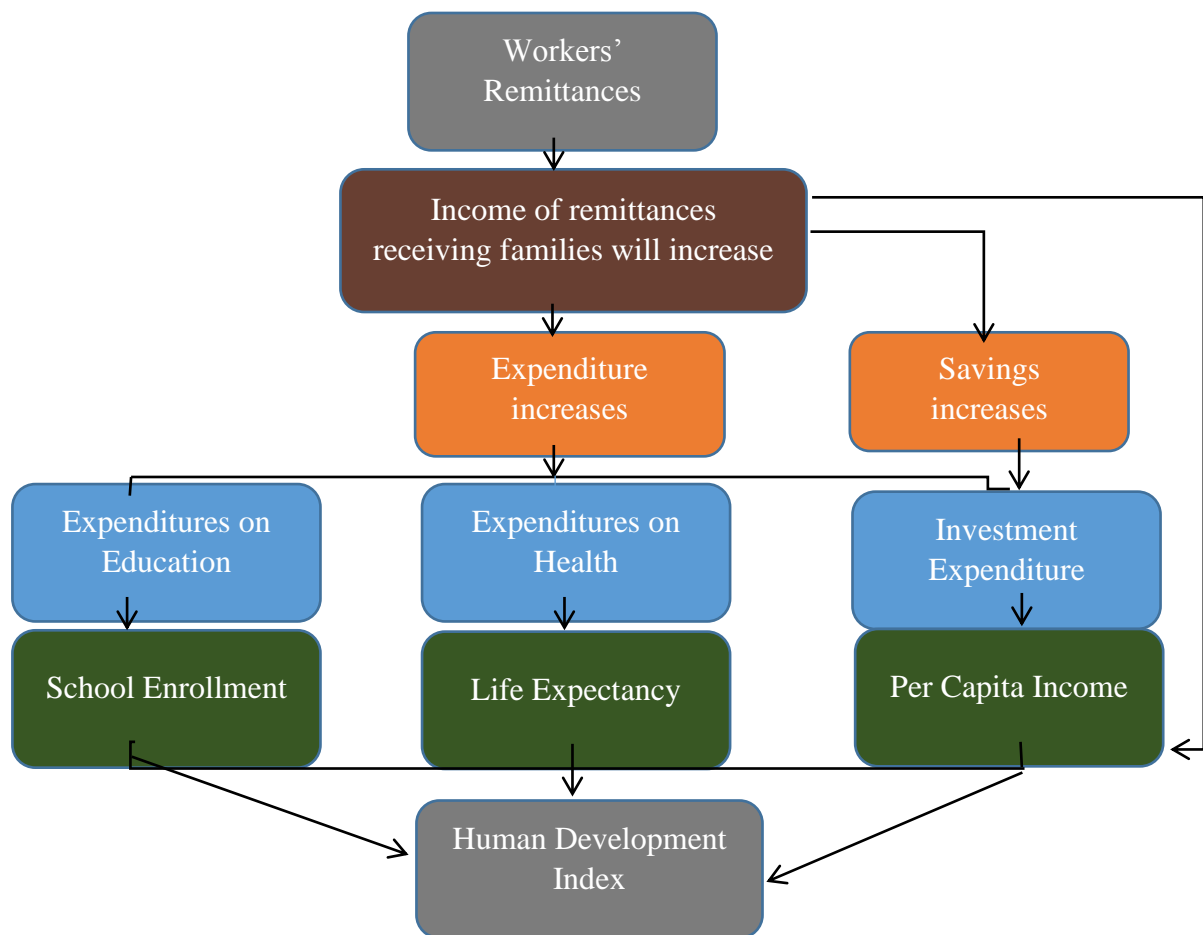 Workers’
Remittances
Income of remittances
receiving families will increase
Expenditure
increases
Savings
increases
Expenditures on
Education
Expenditures on
Health
Investment
Expenditure
School Enrollment
Life Expectancy
Per Capita Income
Human Development
Index